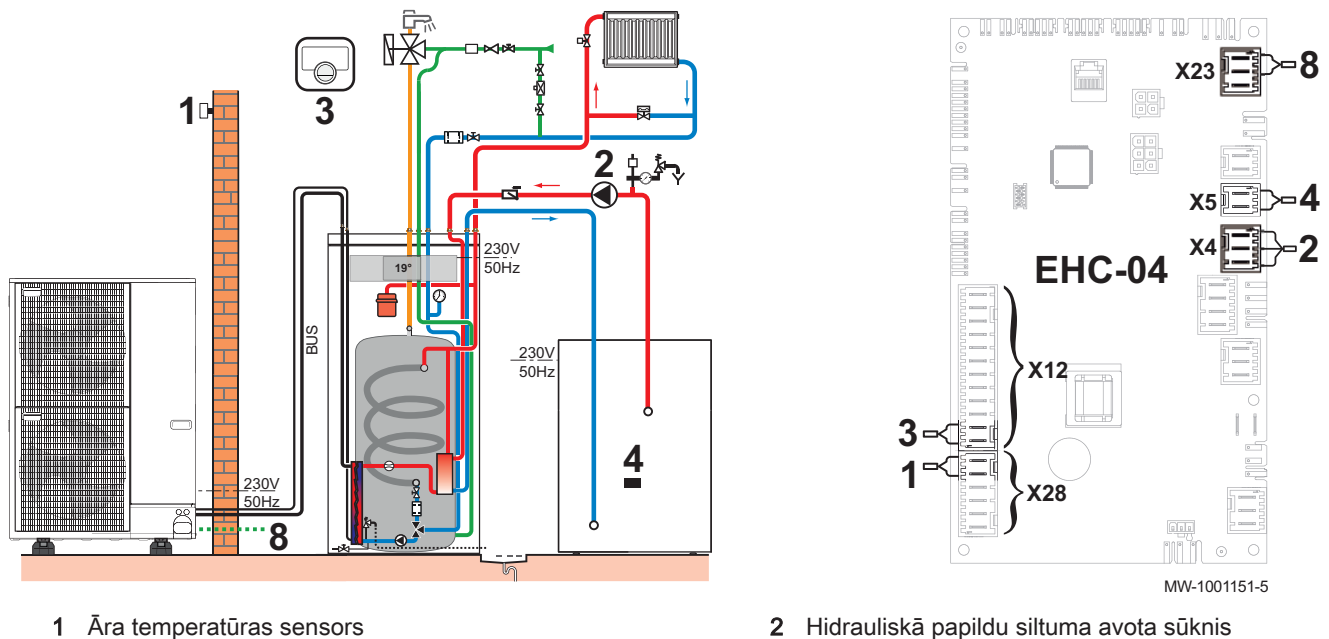 1
3
2
19°
230V
50Hz
BUS
230V
50Hz
4
230V
50Hz
8
X23
8
X5
4
X4
2
EHC-04
X12
3
1
X28
MW-1001151-5
1 Āra temperatūras sensors
2 Hidrauliskā papildu siltuma avota sūknis